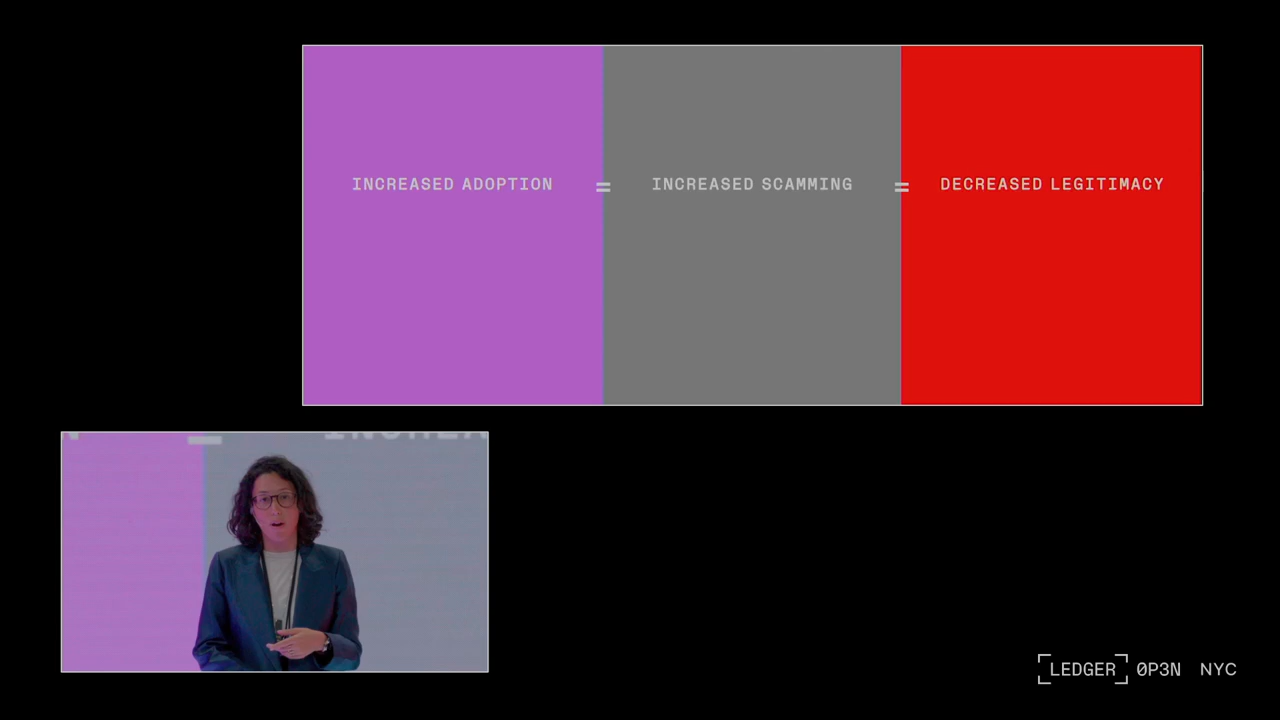 INCREASED ADOPTION = INCREASED SCAMMING = DECREASED LEGITIMACY
LEDGER 0P3N NYC